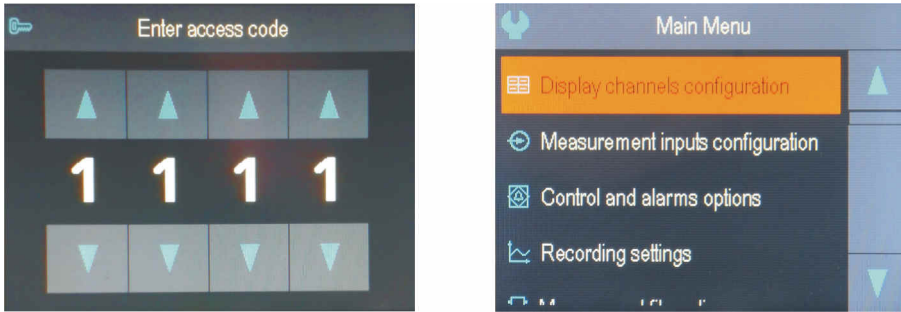 Enter access code
1 1 1 1
Main Menu
Display channels configuration
Measurement inputs configuration
Control and alarms options
Recording settings